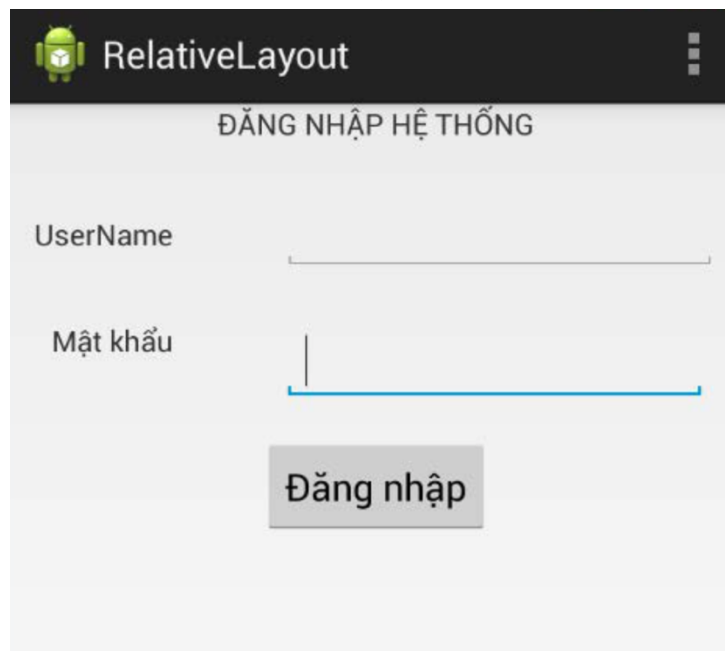 RelativeLayout
ĐĂNG NHẬP HỆ THỐNG
UserName
Mật khẩu
Đăng nhập